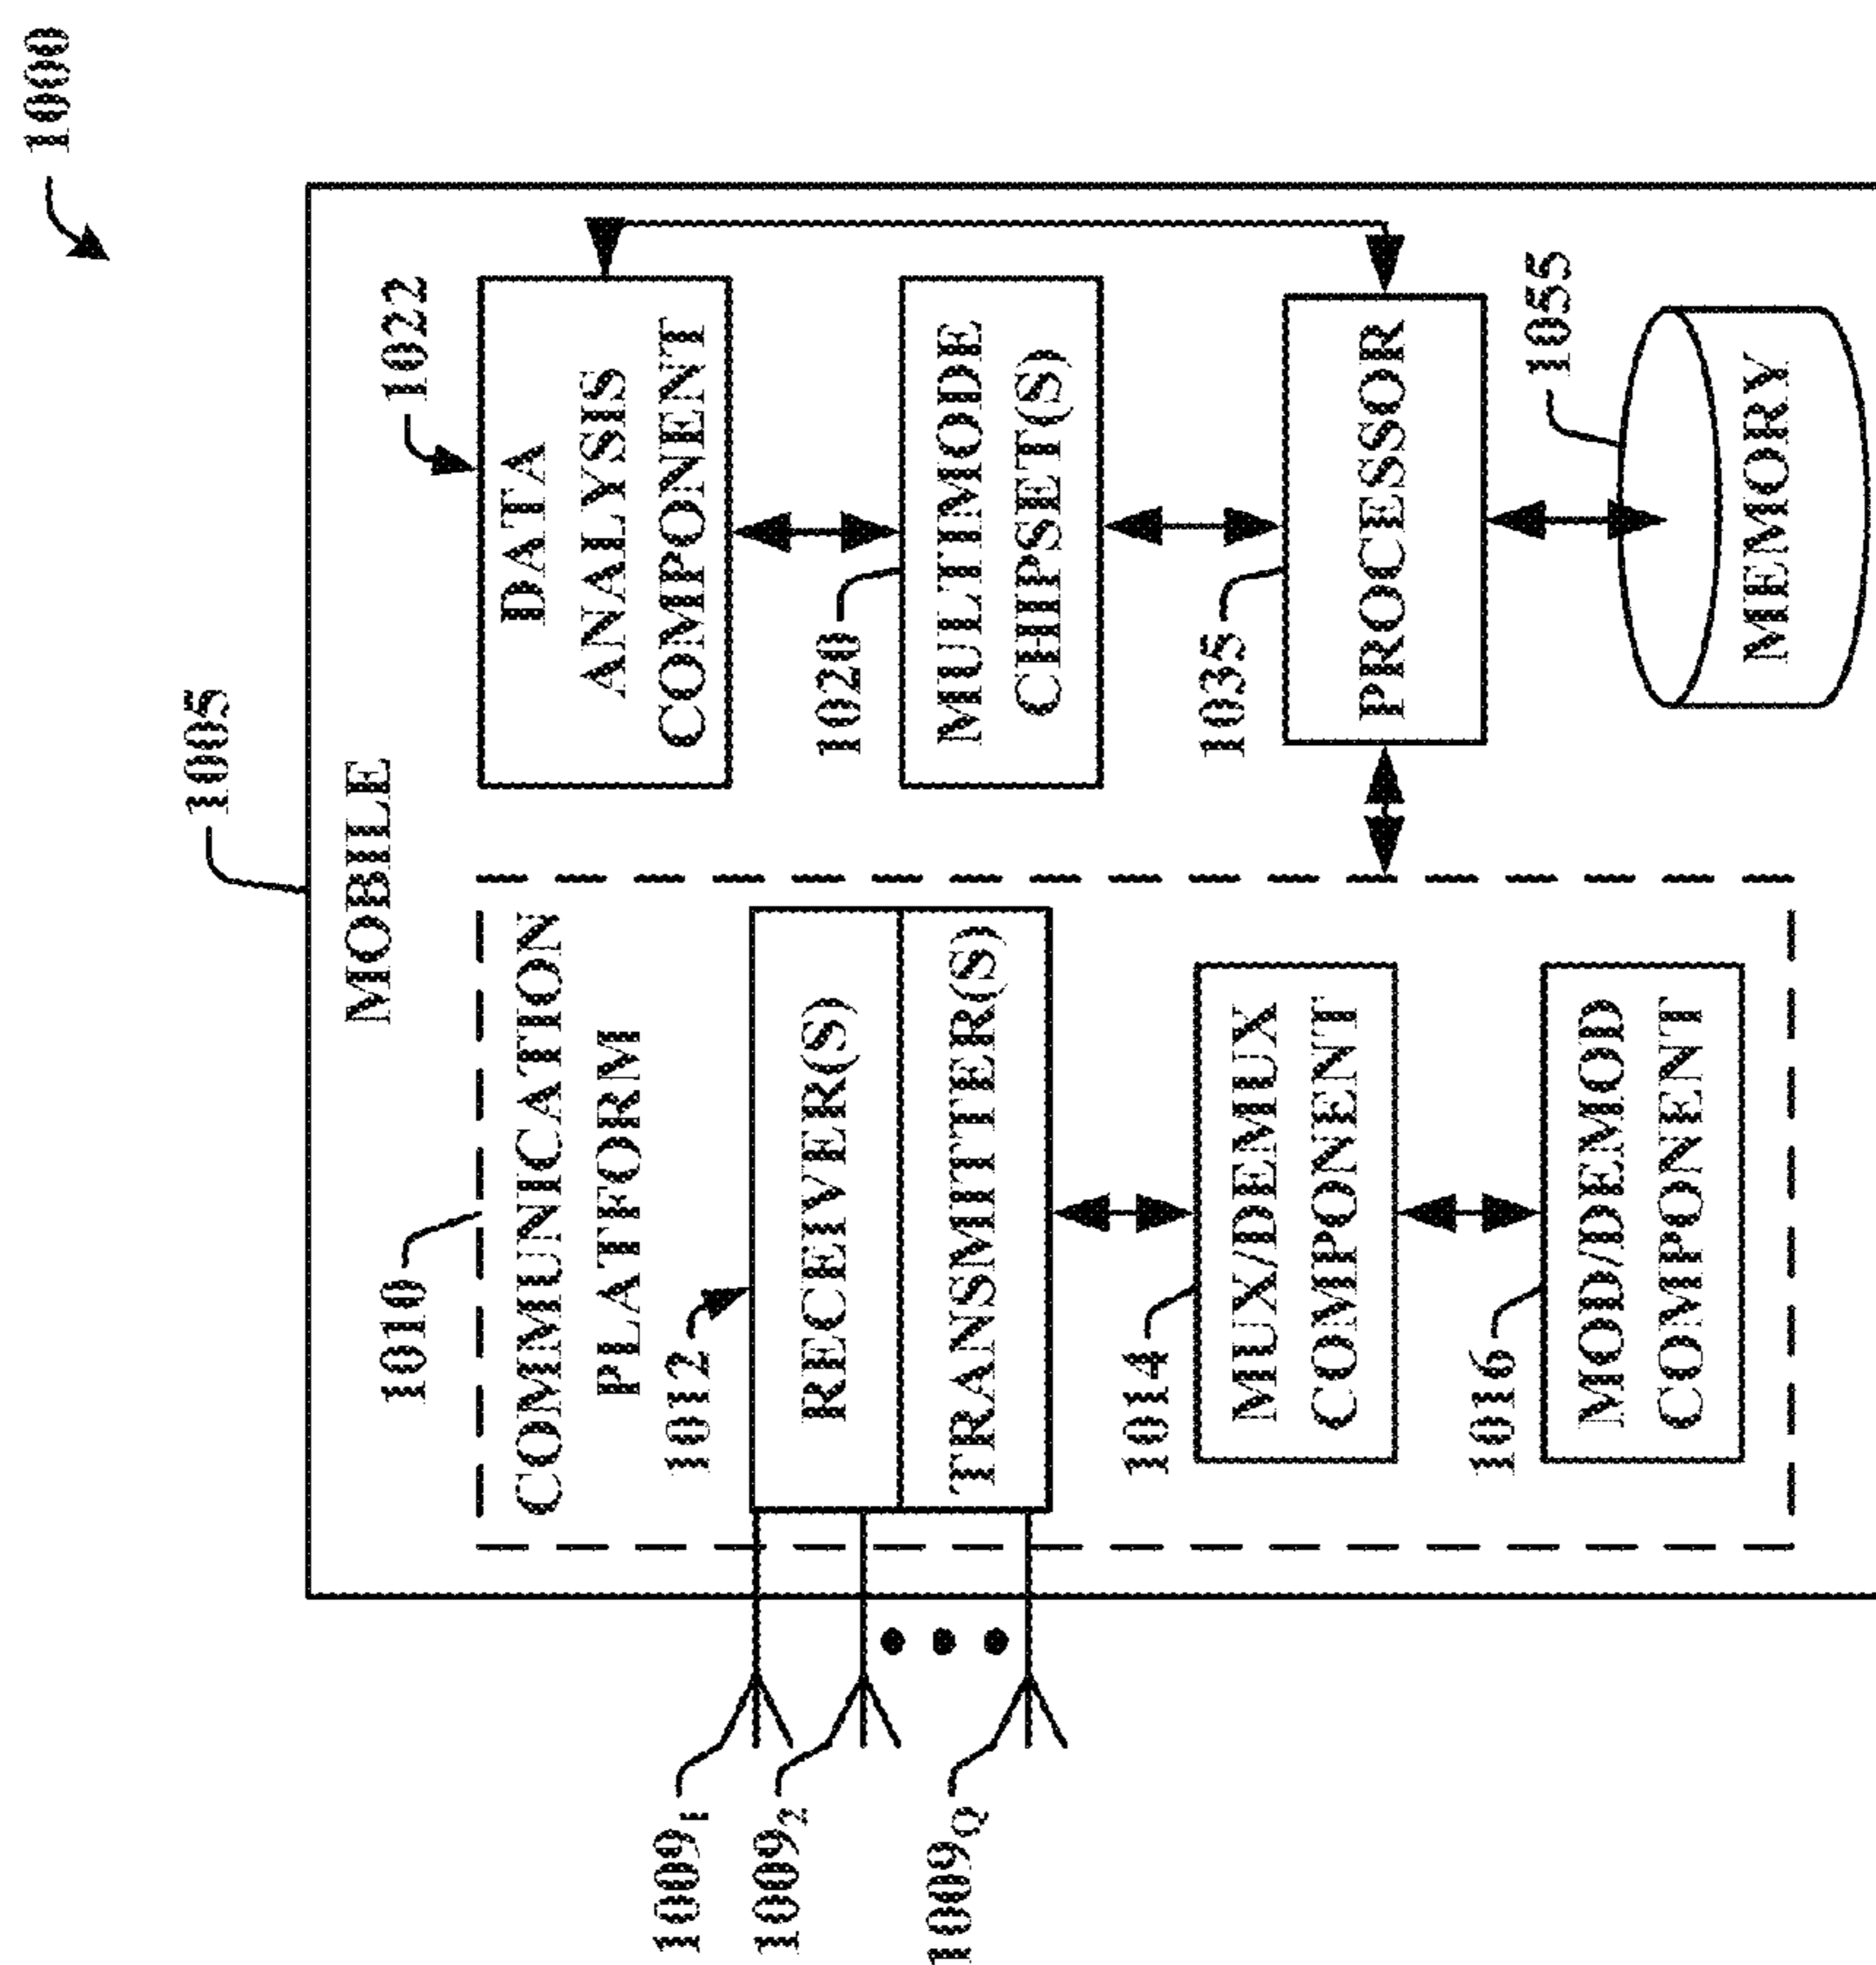 1000
1005
MOBILE
1010
COMMUNICATION
PLATFORM
1022
DATA
ANALYSIS
COMPONENT
1009₁
1012
RECEIVER(S)
1009₂
TRANSMITTER(S)
1009Q
1020
MULTIMODE
CHIPSET(S)
1014
MUX/DEMUX
COMPONENT
1035
PROCESSOR
1016
MOD/DEMOD
COMPONENT
1055
MEMORY